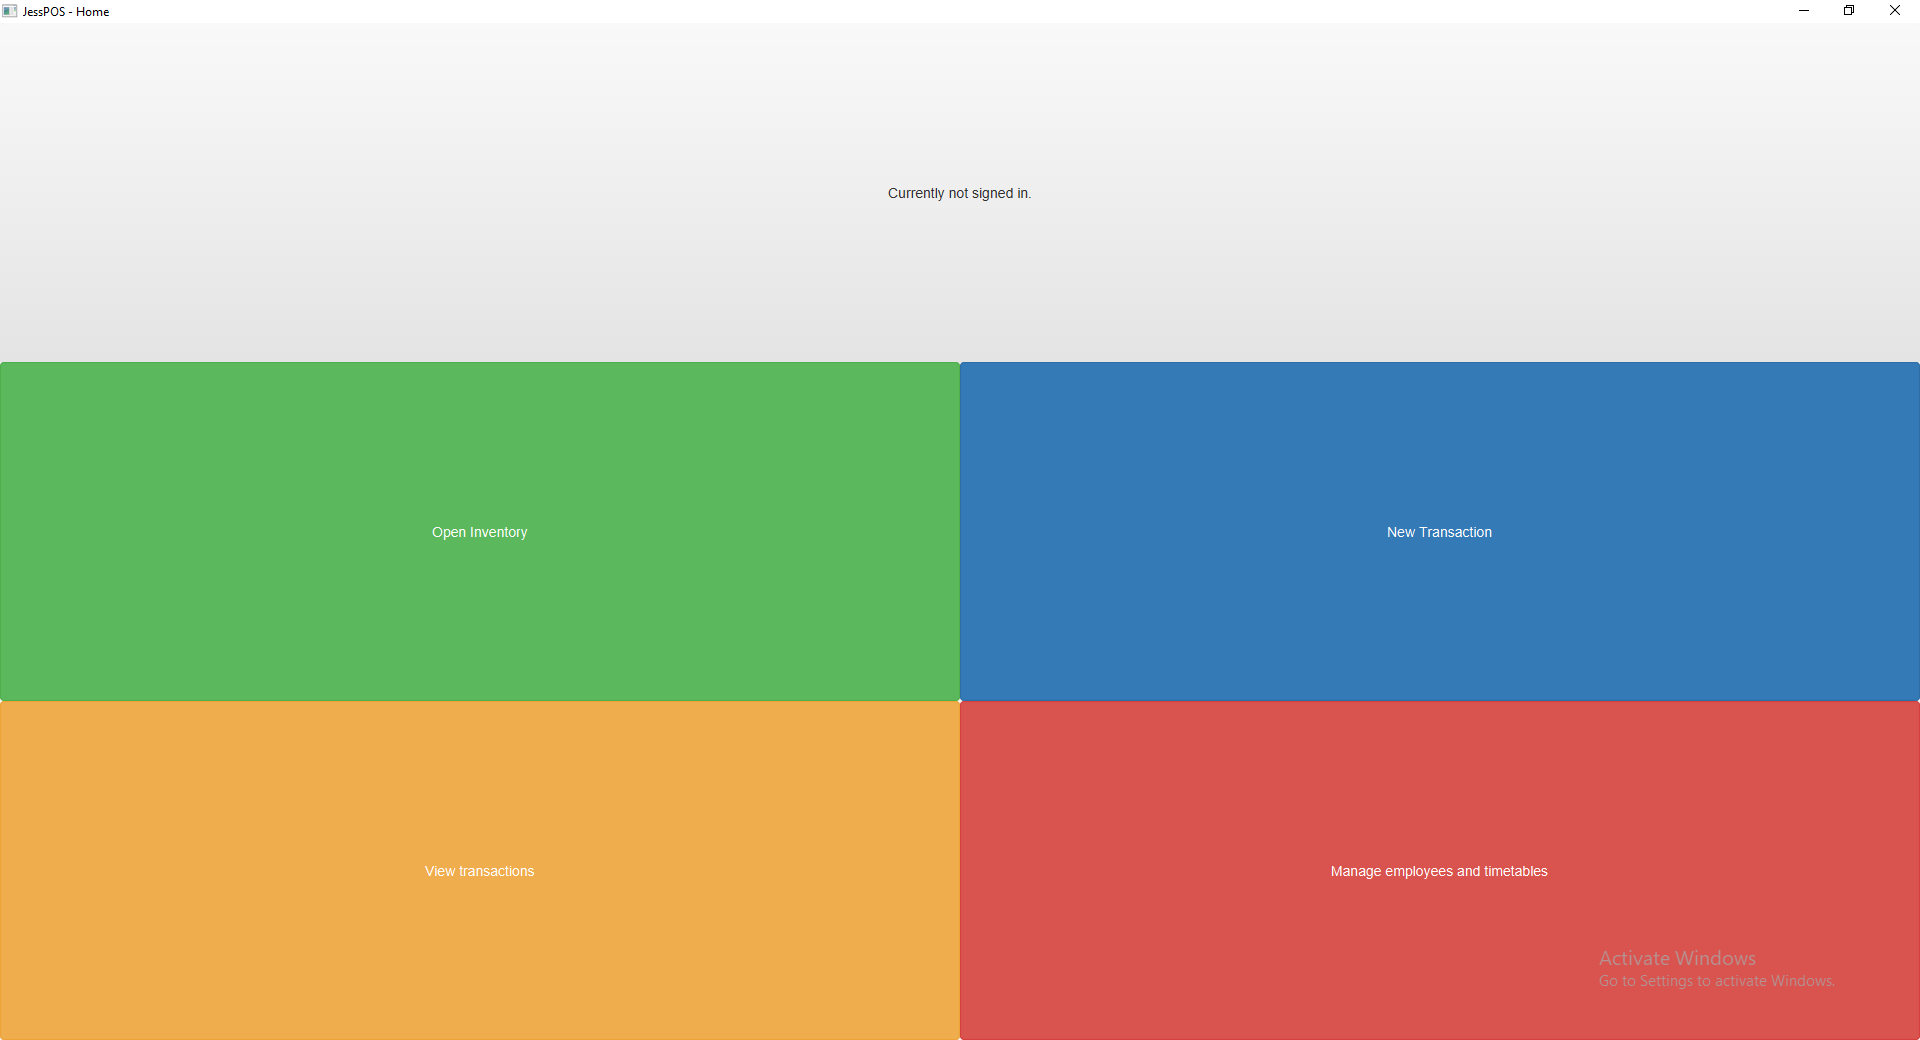 JessPOS - Home
Currently not signed in.
Open Inventory
New Transaction
View transactions
Manage employees and timetables
Activate Windows
Go to Settings to activate Windows.